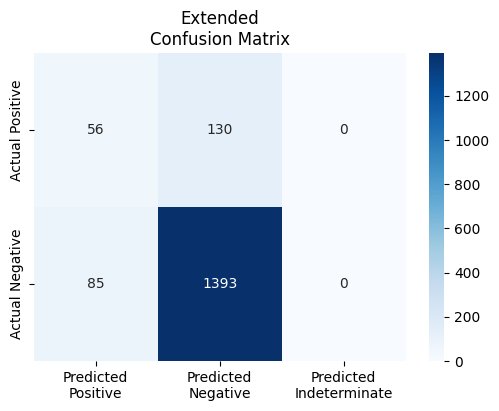 Extended
Confusion Matrix
Actual Positive
56 130 0
Actual Negative
85 1393 0
Predicted Positive
Predicted Negative
Predicted Indeterminate
1200
1000
800
600
400
200
0